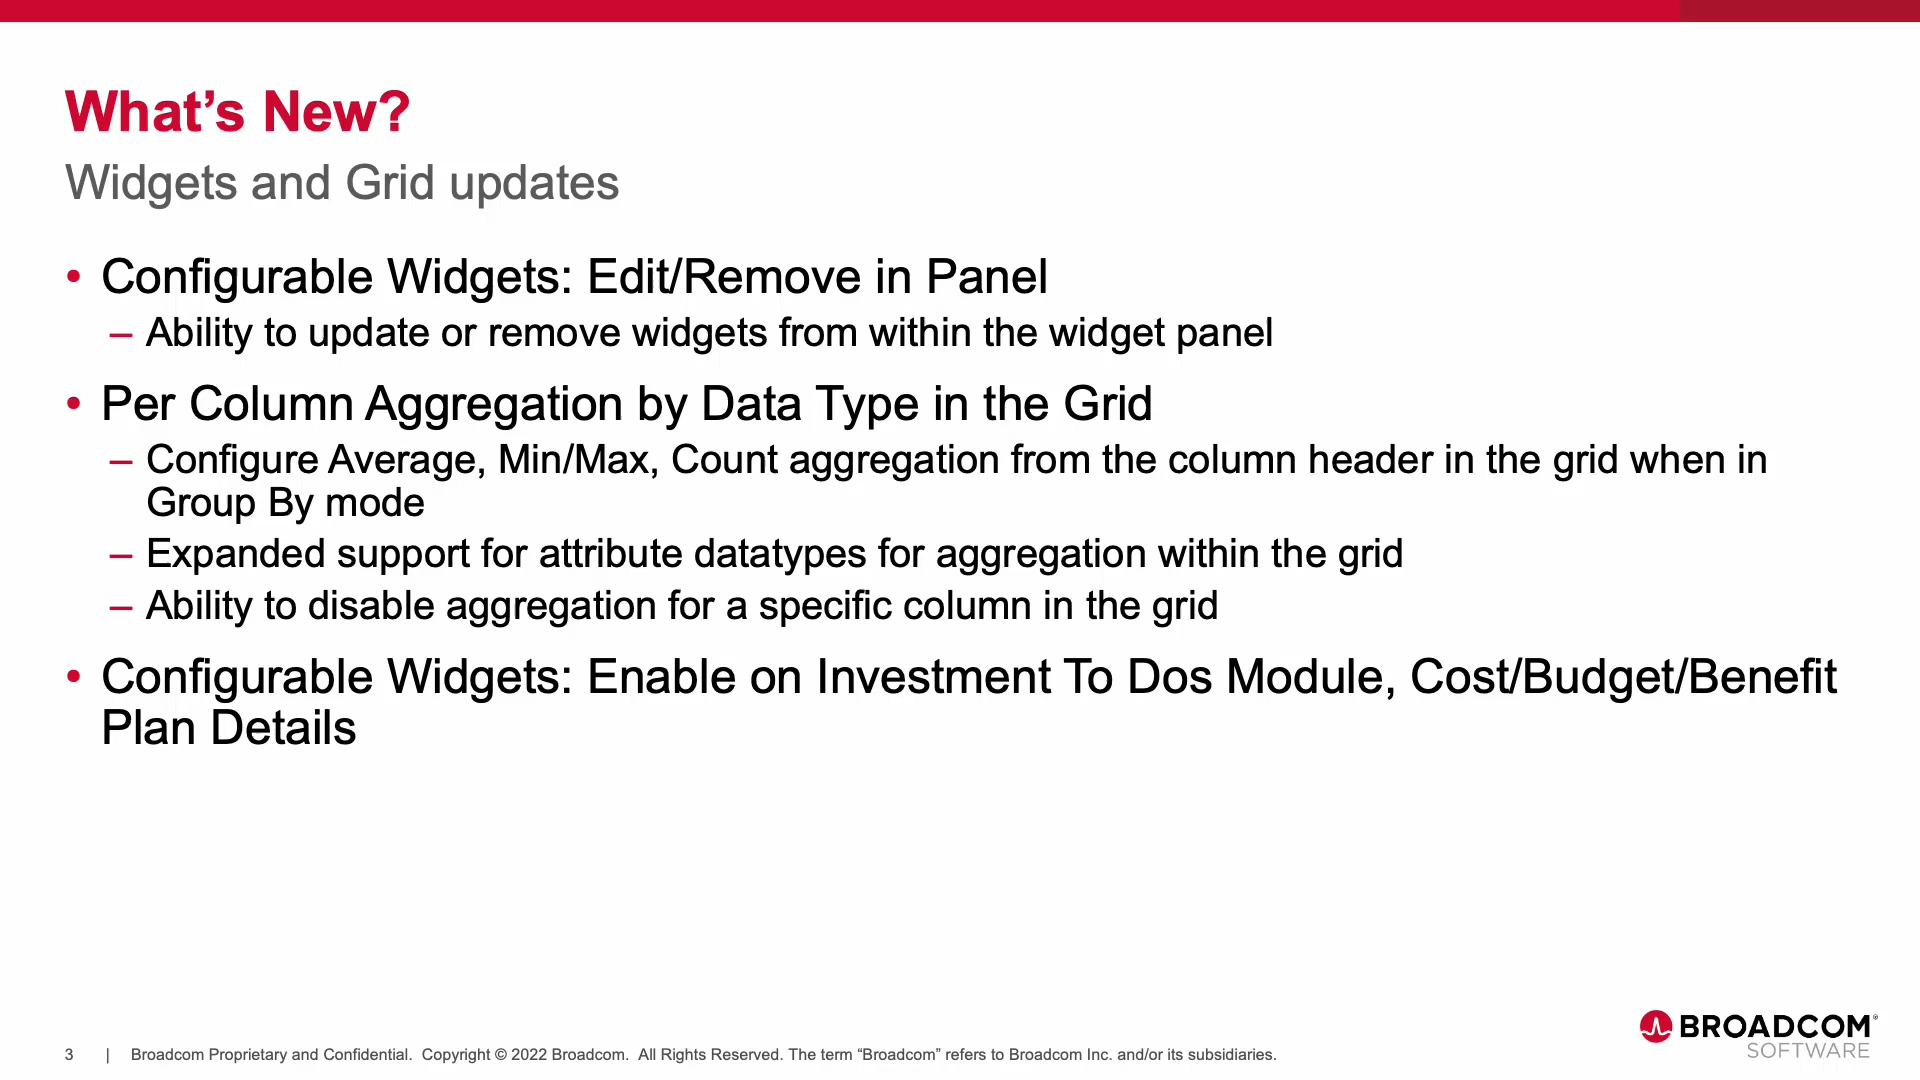 What’s New?
Widgets and Grid updates
• Configurable Widgets: Edit/Remove in Panel
– Ability to update or remove widgets from within the widget panel
• Per Column Aggregation by Data Type in the Grid
– Configure Average, Min/Max, Count aggregation from the column header in the grid when in
Group By mode
– Expanded support for attribute datatypes for aggregation within the grid
– Ability to disable aggregation for a specific column in the grid
• Configurable Widgets: Enable on Investment To Dos Module, Cost/Budget/Benefit
Plan Details
BROADCOM®
SOFTWARE
3 | Broadcom Proprietary and Confidential. Copyright © 2022 Broadcom. All Rights Reserved. The term “Broadcom” refers to Broadcom Inc. and/or its subsidiaries.